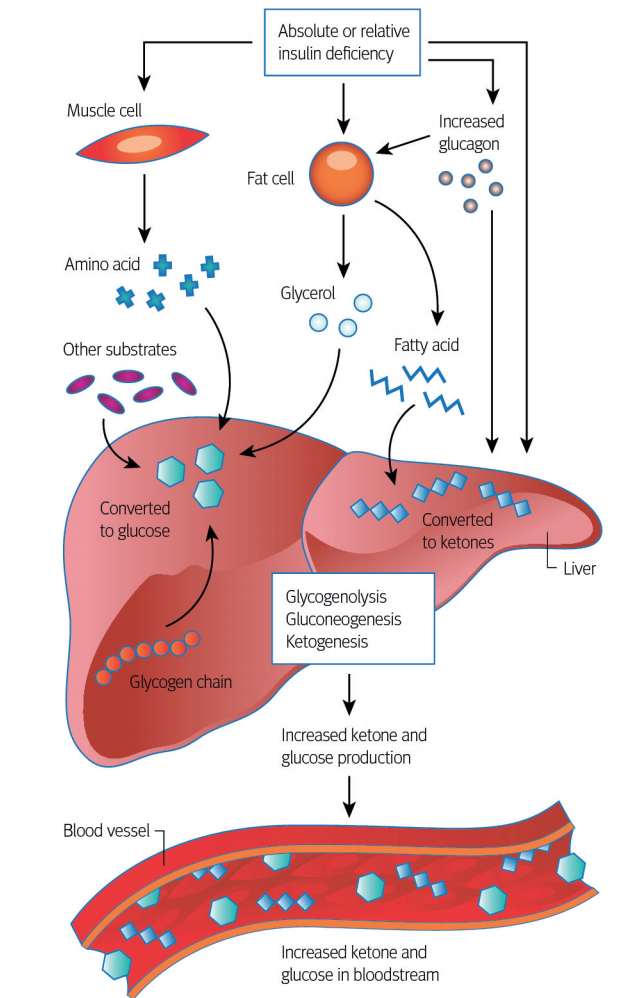 Absolute or relative
insulin deficiency
Muscle cell
Increased
glucagon
Fat cell
Amino acid
Glycerol
Other substrates
Fatty acid
Converted
to glucose
Converted
to ketones
Liver
Glycogenolysis
Gluconeogenesis
Ketogenesis
Glycogen chain
Increased ketone and
glucose production
Blood vessel
Increased ketone and
glucose in bloodstream